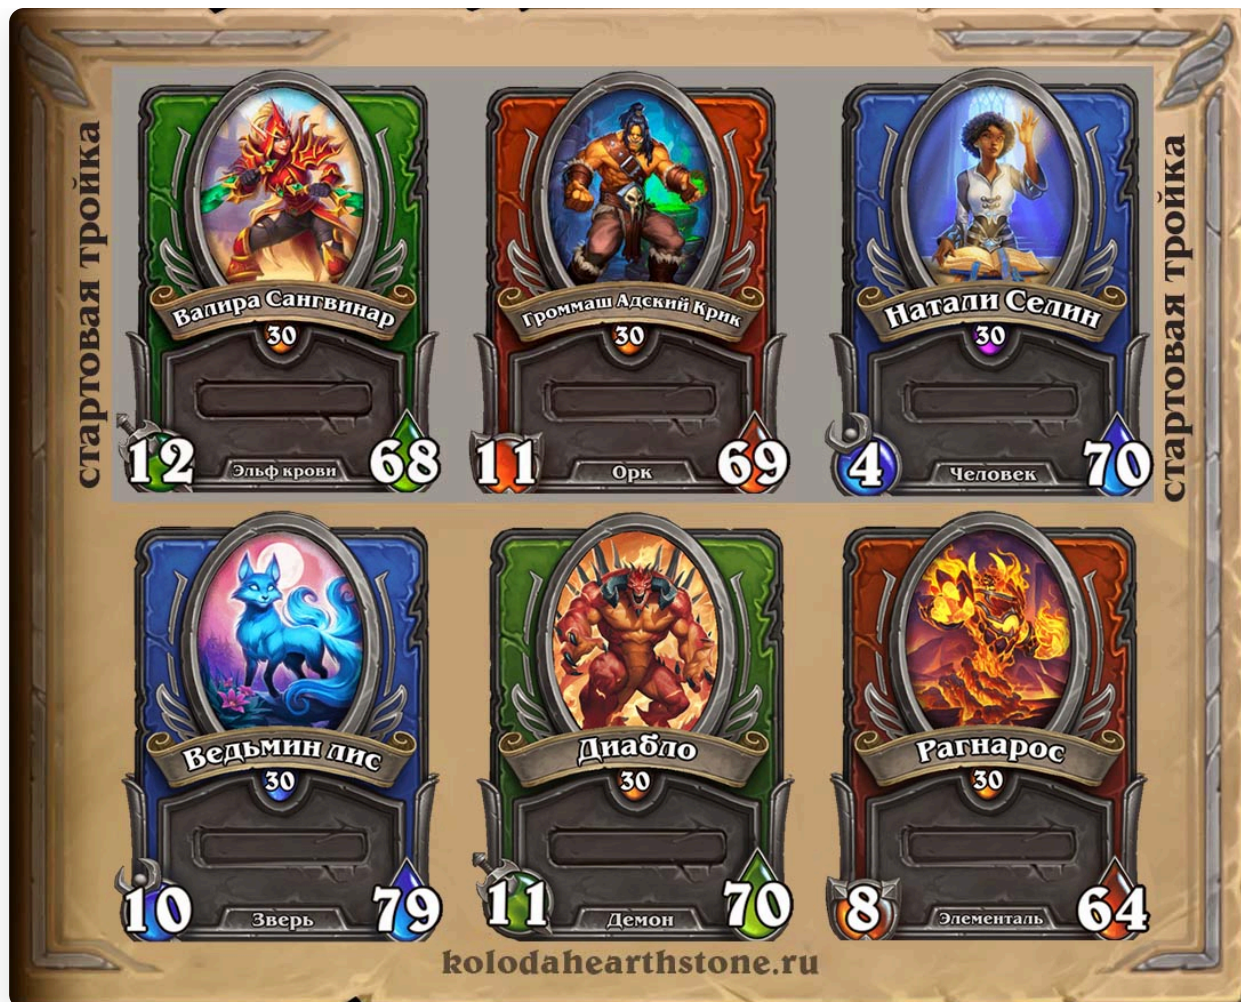 стартовая тройка
Валира Сангвинар
30
12
Эльф крови
68
Громмаш Адский Крик
30
11
Орк
69
Натали Селин
30
4
Человек
70
стартовая тройка
Ведьмин лис
30
10
Зверь
79
Диабло
30
11
Демон
70
Рагнарос
30
8
Элементаль
64
kolodahearthstone.ru